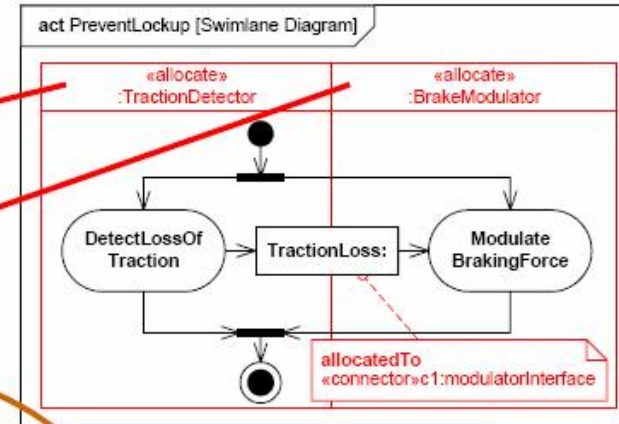 act PreventLockup [Swimlane Diagram]
«allocate»
:TractionDetector
«allocate»
:BrakeModulator
DetectLossOf
Traction
TractionLoss:
Modulate
BrakingForce
allocatedTo
«connector»c1:modulatorInterface